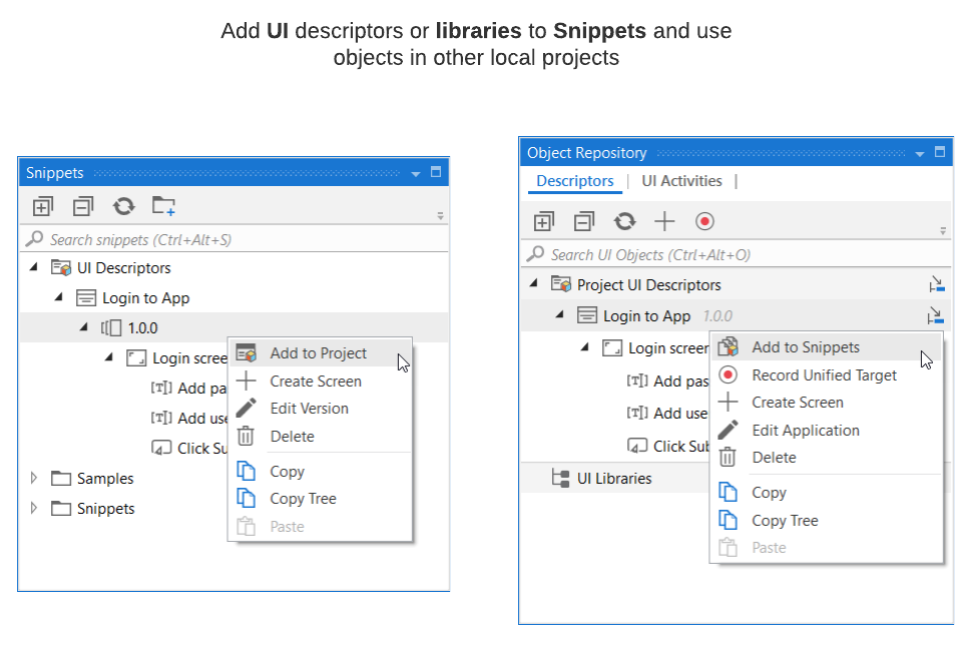 Add UI descriptors or libraries to Snippets and use
objects in other local projects
Snippets
Search snippets (Ctrl+Alt+S)
UI Descriptors
Login to App
1.0.0
Login scree
Add pa
Add use
Click Su
Samples
Snippets
Add to Project
Create Screen
Edit Version
Delete
Copy
Copy Tree
Paste
Object Repository
Descriptors | UI Activities |
Search UI Objects (Ctrl+Alt+O)
Project UI Descriptors
Login to App 1.0.0
Login screen
Add pas
Add use
Click Sub
UI Libraries
Add to Snippets
Record Unified Target
Create Screen
Edit Application
Delete
Copy
Copy Tree
Paste